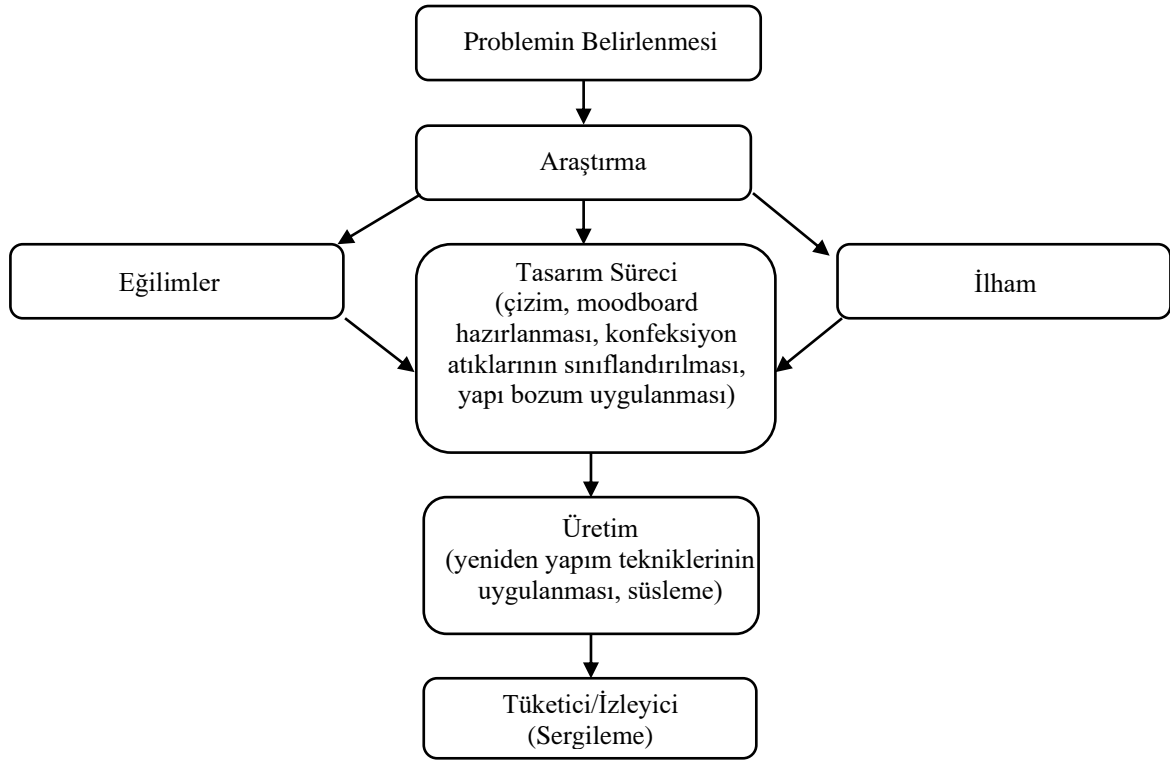 Problemin Belirlenmesi
Araştırma
Eğilimler
Tasarım Süreci
(çizim, moodboard
hazırlanması, konfeksiyon
atıklarının sınıflandırılması,
yapı bozum uygulanması)
İlham
Üretim
(yeniden yapım tekniklerinin
uygulanması, süsleme)
Tüketici/İzleyici
(Sergileme)